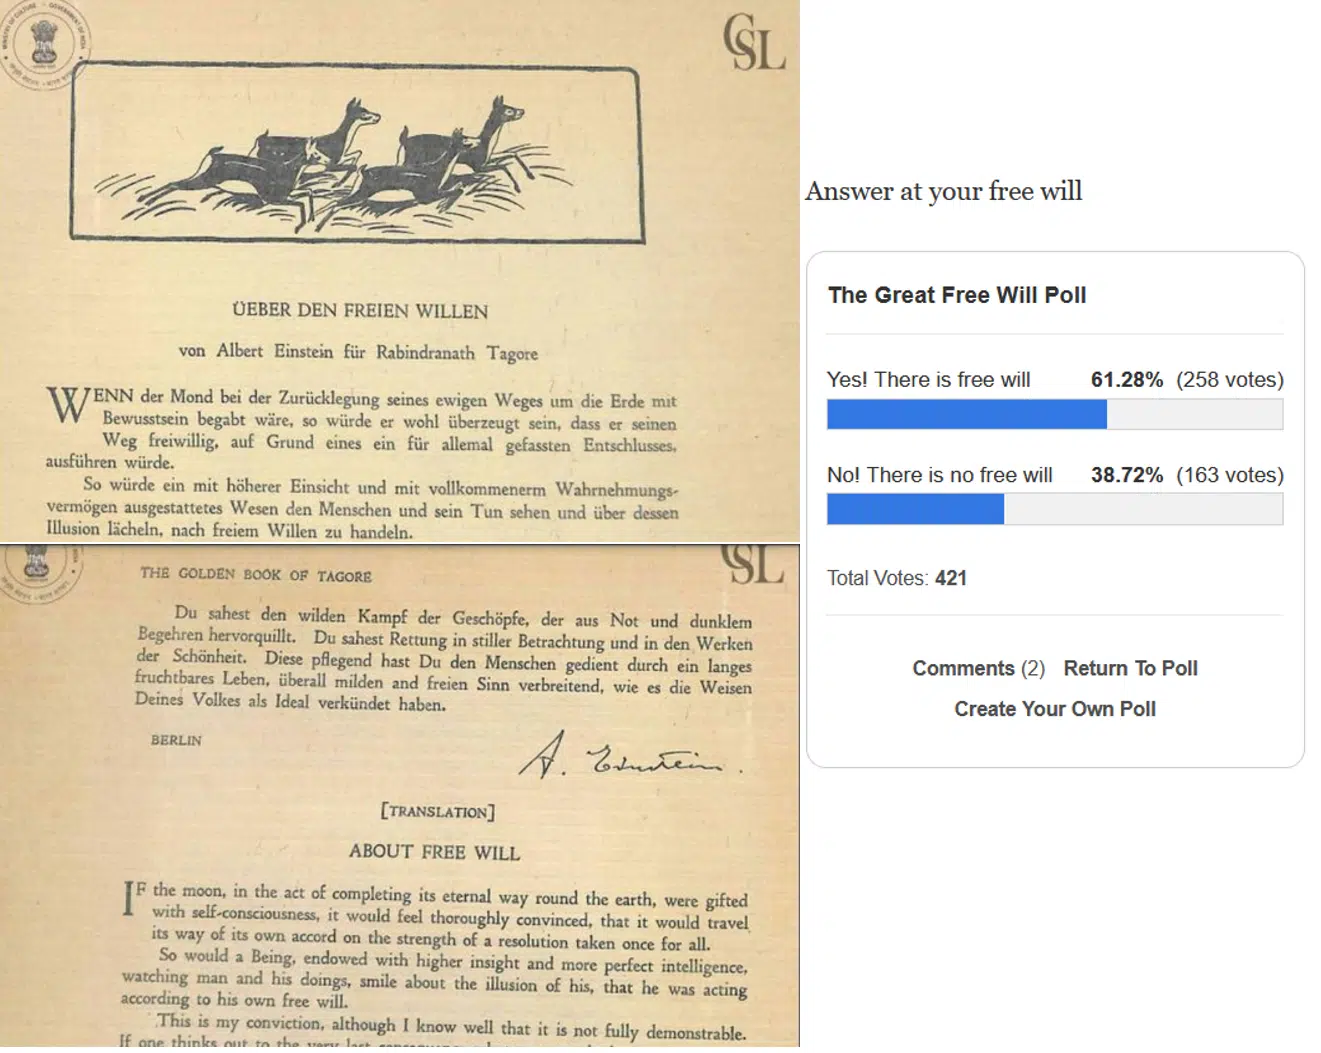 MINISTRY OF CULTURE
GOVERNMENT OF INDIA
CSL
ÜEBER DEN FREIEN WILLEN
von Albert Einstein für Rabindranath Tagore
WENN der Mond bei der Zurücklegung seines ewigen Weges um die Erde mit
Bewusstsein begabt wäre, so würde er wohl überzeugt sein, dass er seinen
Weg freiwillig, auf Grund eines ein für allemal gefassten Entschlusses,
ausführen würde.
So würde ein mit höherer Einsicht und mit vollkommenerm Wahrnehmungs-
vermögen ausgestattetes Wesen den Menschen und sein Tun sehen und über dessen
Illusion lächeln, nach freiem Willen zu handeln.
SL
THE GOLDEN BOOK OF TAGORE
Du sahest den wilden Kampf der Geschöpfe, der aus Not und dunklem
Begehren hervorquillt. Du sahest Rettung in stiller Betrachtung und in den Werken
der Schönheit. Diese pflegend hast Du den Menschen gedient durch ein langes
fruchtbares Leben, überall milden and freien Sinn verbreitend, wie es die Weisen
Deines Volkes als Ideal verkündet haben.
BERLIN
A. Einstein.
[TRANSLATION]
ABOUT FREE WILL
IF the moon, in the act of completing its eternal way round the earth, were gifted
with self-consciousness, it would feel thoroughly convinced, that it would travel
its way of its own accord on the strength of a resolution taken once for all.
So would a Being, endowed with higher insight and more perfect intelligence,
watching man and his doings, smile about the illusion of his, that he was acting
according to his own free will.
This is my conviction, although I know well that it is not fully demonstrable.
If one thinks out to the very last
Answer at your free will
The Great Free Will Poll
Yes! There is free will 61.28% (258 votes)
No! There is no free will 38.72% (163 votes)
Total Votes: 421
Comments (2) Return To Poll
Create Your Own Poll